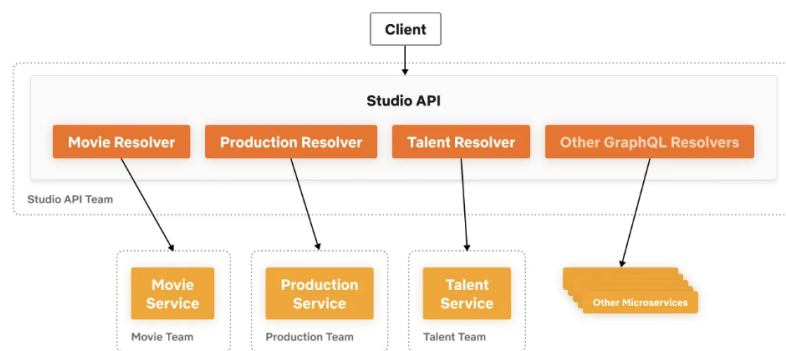 Client
Studio API
Movie Resolver
Production Resolver
Talent Resolver
Other GraphQL Resolvers
Studio API Team
Movie
Service
Production
Service
Talent
Service
Other Microservices
Movie Team
Production Team
Talent Team